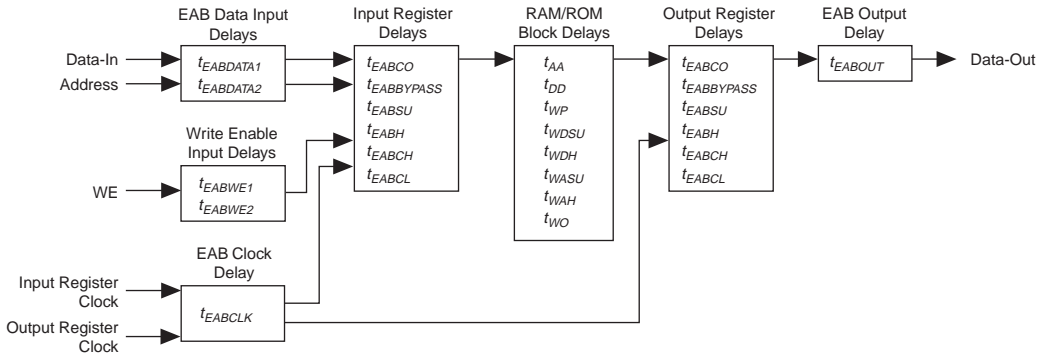 EAB Data Input
Delays
Input Register
Delays
RAM/ROM
Block Delays
Output Register
Delays
EAB Output
Delay
Data-In
Address
tEABDATA1
tEABDATA2
tEABCO
tEABBYPASS
tEABSU
tEABH
tEABCH
tEABCL
tAA
tDD
tWP
tWDSU
tWDH
tWASU
tWAH
tWO
tEABCO
tEABBYPASS
tEABSU
tEABH
tEABCH
tEABCL
tEABOUT
Data-Out
Write Enable
Input Delays
WE
tEABWE1
tEABWE2
EAB Clock
Delay
Input Register
Clock
Output Register
Clock
tEABCLK